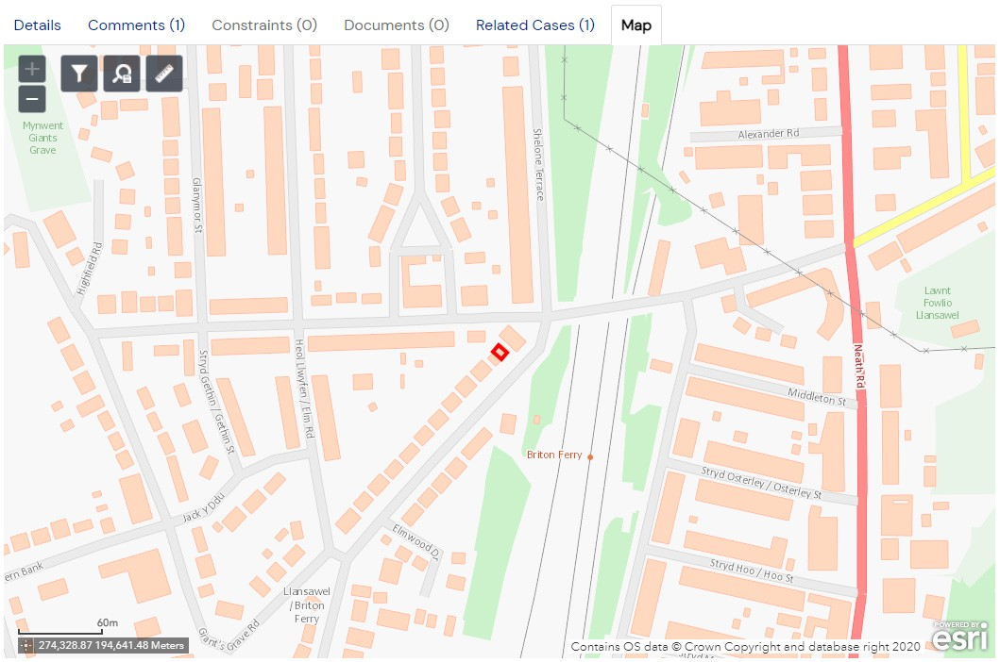 Details
Comments (1)
Constraints (0)
Documents (0)
Related Cases (1)
Map
Mynwent
Giants
Grave
Shelone Terrace
Alexander Rd
Glanymor St
Highfield Rd
Lawnt
Fowlio
Llansawel
Stryd Gethin / Gethin St
Heol Llwyfen / Elm Rd
Neath Rd
Middleton St
Briton Ferry
Stryd Osterley / Osterley St
Jack Y Ddu
Elmwood Dr
Stryd Hoo / Hoo St
ern Bank
Llansawel
/Briton
Ferry
60m
Grant's Grave Rd
274,328.87 194,641.48 Meters
Contains OS data © Crown Copyright and database right 2020
POWERED BY
esri